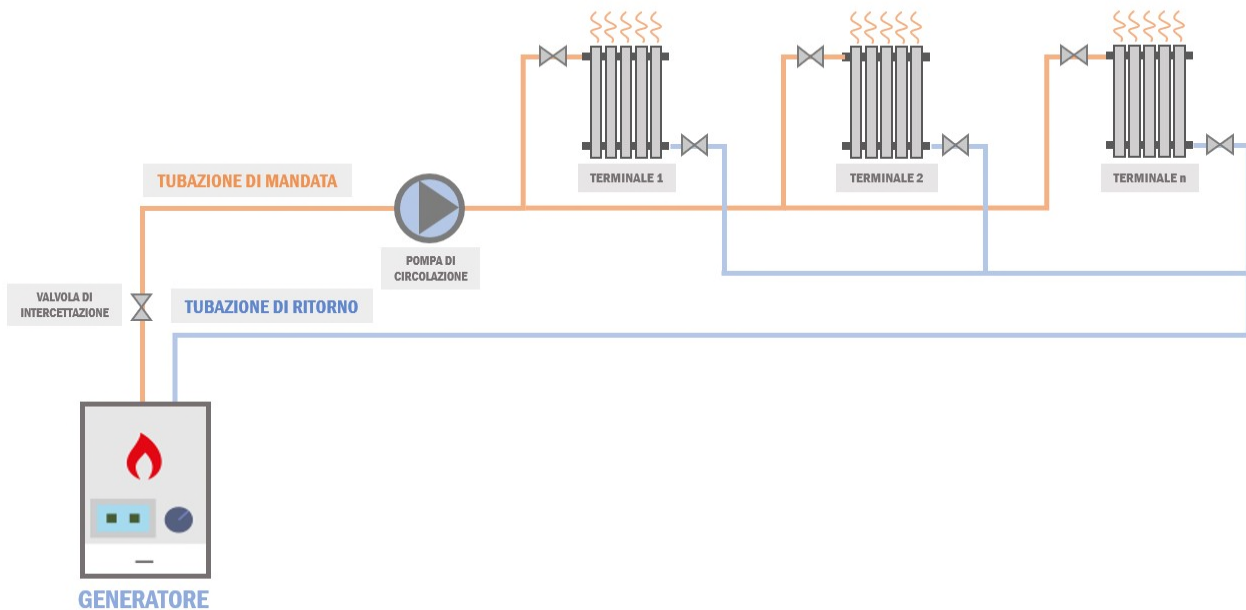 TERMINALE 1
TERMINALE 2
TERMINALE n
TUBAZIONE DI MANDATA
POMPA DI
CIRCOLAZIONE
VALVOLA DI
INTERCETTAZIONE
TUBAZIONE DI RITORNO
GENERATORE